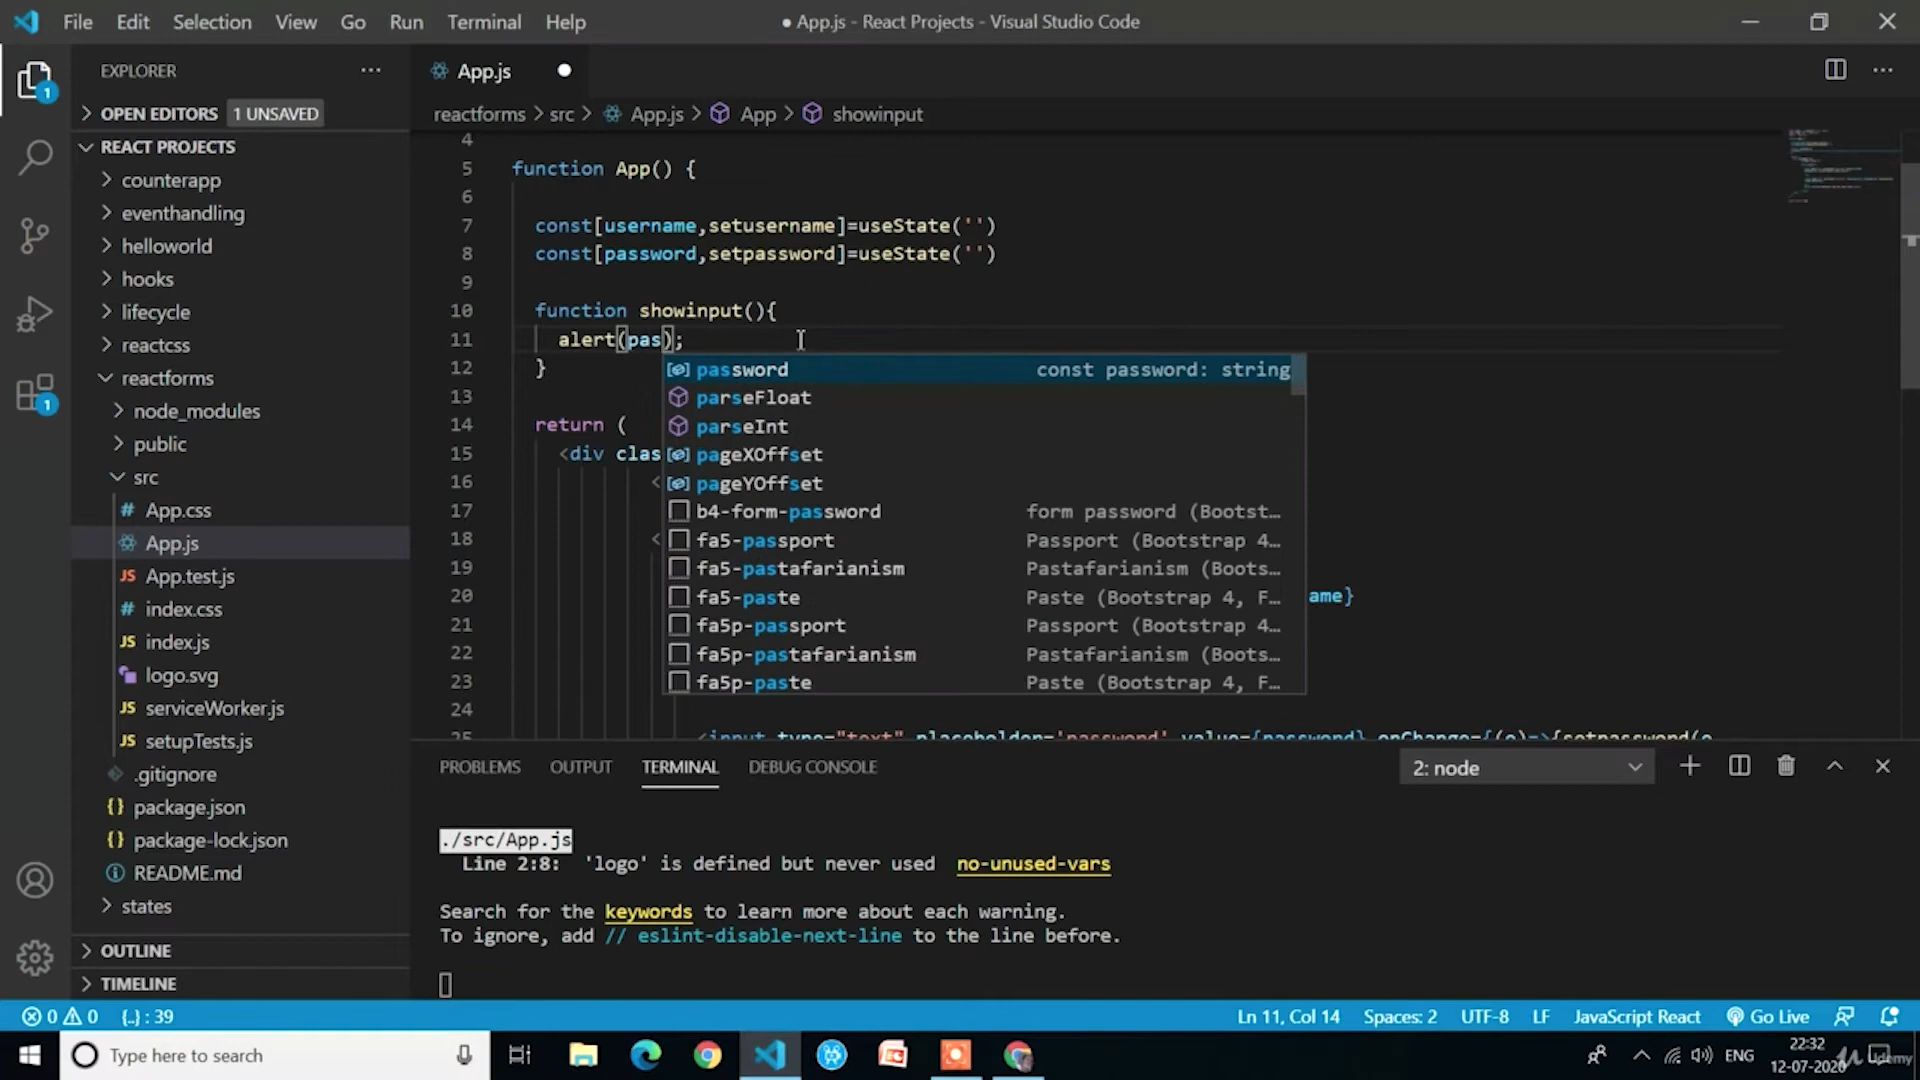 File Edit Selection View Go Run Terminal Help
● App.js - React Projects - Visual Studio Code
EXPLORER
App.js
OPEN EDITORS 1 UNSAVED
reactforms > src > App.js > App > showinput
REACT PROJECTS
counterapp
eventhandling
helloworld
hooks
lifecycle
reactcss
reactforms
node_modules
public
src
App.css
App.js
App.test.js
index.css
index.js
logo.svg
serviceWorker.js
setupTests.js
.gitignore
package.json
package-lock.json
README.md
states
OUTLINE
TIMELINE
4
5 function App() {
6
7 const[username,setusername]=useState('')
8 const[password,setpassword]=useState('')
9
10 function showinput(){
11 alert(pas);
12 }
13
14 return (
15 <div clas
16 <
17
18 <
19
20 ame}
21
22
23
24
25 <input type="text" placeholder='password' value={password} onChange={(e)=>{setpassword(e
password const password: string
parseFloat
parseInt
pageXOffset
pageYOffset
b4-form-password form password (Bootst…
fa5-passport Passport (Bootstrap 4…
fa5-pastafarianism Pastafarianism (Boots…
fa5-paste Paste (Bootstrap 4, F…
fa5p-passport Passport (Bootstrap 4…
fa5p-pastafarianism Pastafarianism (Boots…
fa5p-paste Paste (Bootstrap 4, F…
PROBLEMS OUTPUT TERMINAL DEBUG CONSOLE
2: node
./src/App.js
Line 2:8: 'logo' is defined but never used no-unused-vars
Search for the keywords to learn more about each warning.
To ignore, add // eslint-disable-next-line to the line before.
0 0 {..} : 39
Ln 11, Col 14 Spaces: 2 UTF-8 LF JavaScript React Go Live
Type here to search
ENG
22:32
12-07-2020
Udemy